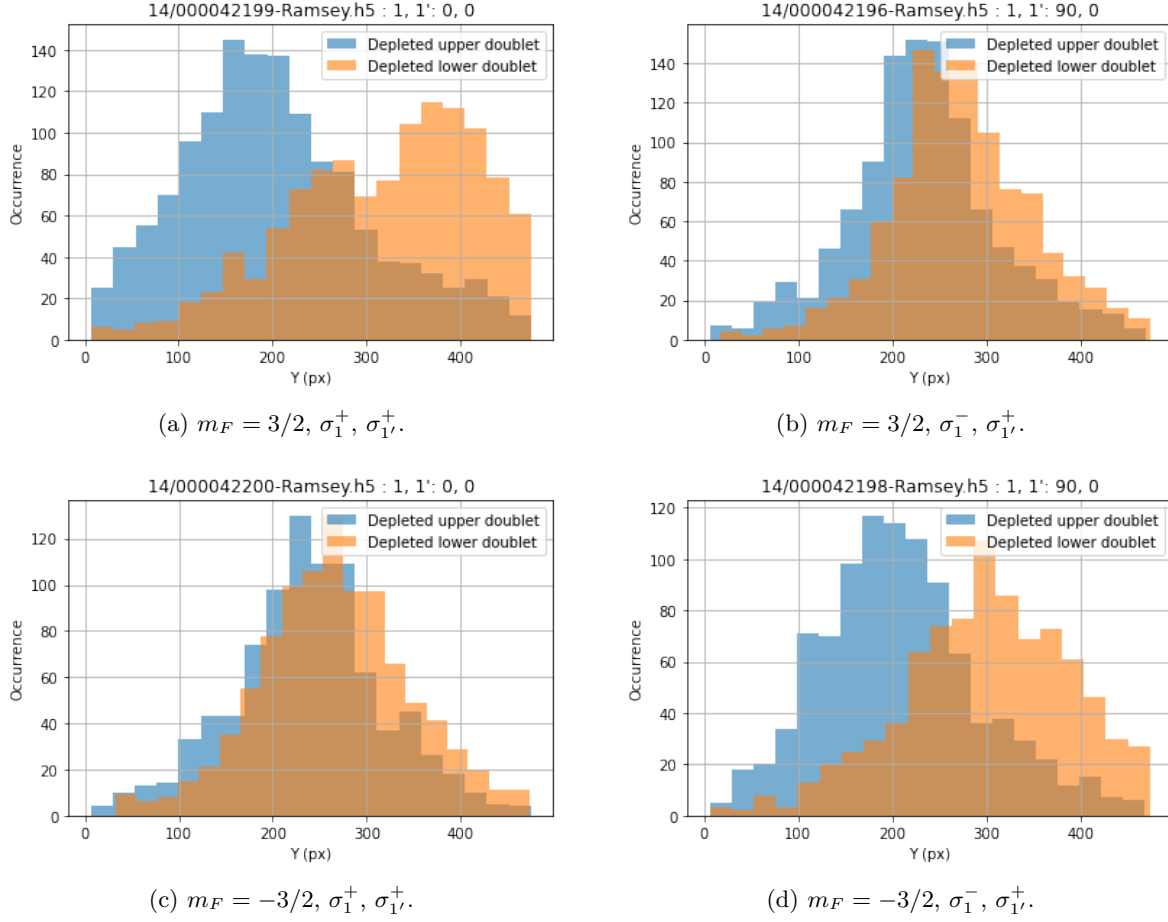 14/000042199-Ramsey.h5 : 1, 1': 0, 0
Depleted upper doublet
Depleted lower doublet
Occurrence
140
120
100
80
60
40
20
0
0 100 200 300 400
Y (px)
(a) m_F = 3/2, σ_1^+, σ_{1'}^+.
14/000042196-Ramsey.h5 : 1, 1': 90, 0
Depleted upper doublet
Depleted lower doublet
Occurrence
140
120
100
80
60
40
20
0
0 100 200 300 400
Y (px)
(b) m_F = 3/2, σ_1^-, σ_{1'}^+.
14/000042200-Ramsey.h5 : 1, 1': 0, 0
Depleted upper doublet
Depleted lower doublet
Occurrence
120
100
80
60
40
20
0
0 100 200 300 400
Y (px)
(c) m_F = −3/2, σ_1^+, σ_{1'}^+.
14/000042198-Ramsey.h5 : 1, 1': 90, 0
Depleted upper doublet
Depleted lower doublet
Occurrence
120
100
80
60
40
20
0
0 100 200 300 400
Y (px)
(d) m_F = −3/2, σ_1^-, σ_{1'}^+.